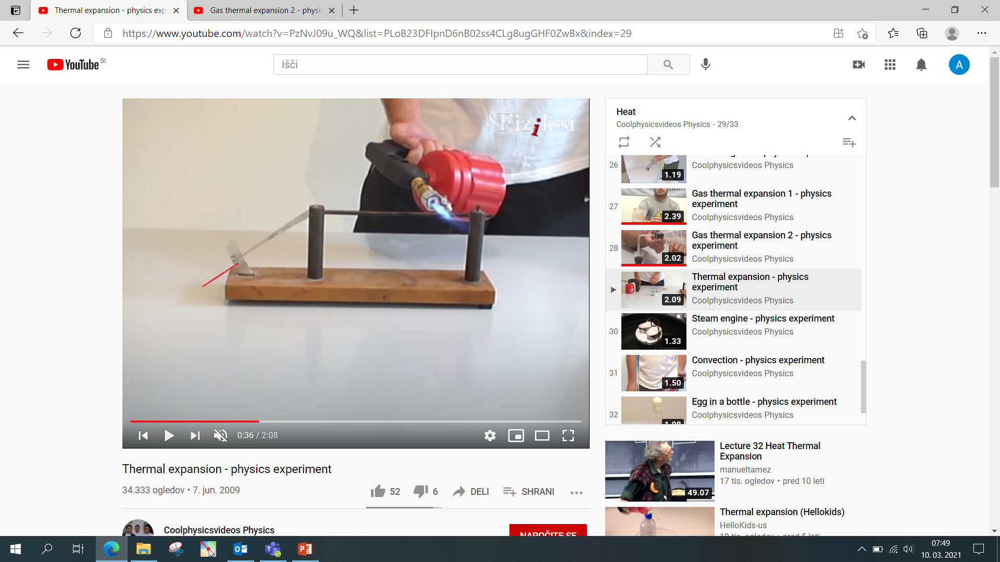 Thermal expansion - physics exp
Gas thermal expansion 2 - physic
https://www.youtube.com/watch?v=PzNvJ09u_WQ&list=PLoB23DFIpnD6nB02ss4CLg8ugGHF0ZwBx&index=29
YouTube SI
Išči
A
Fizik.si
0:36 / 2:08
Thermal expansion - physics experiment
34.333 ogledov • 7. jun. 2009
52
6
DELI
SHRANI
Coolphysicsvideos Physics
NAROČITE SE
Heat
Coolphysicsvideos Physics - 29/33
26
1.19
Coolphysicsvideos Physics
27
2.39
Gas thermal expansion 1 - physics
experiment
Coolphysicsvideos Physics
28
2.02
Gas thermal expansion 2 - physics
experiment
Coolphysicsvideos Physics
2.09
Thermal expansion - physics
experiment
Coolphysicsvideos Physics
30
1.33
Steam engine - physics experiment
Coolphysicsvideos Physics
31
1.50
Convection - physics experiment
Coolphysicsvideos Physics
32
Egg in a bottle - physics experiment
Coolphysicsvideos Physics
49.07
Lecture 32 Heat Thermal
Expansion
manueltamez
17 tis. ogledov • pred 10 leti
Thermal expansion (Hellokids)
HelloKids-us
07:49
10. 03. 2021